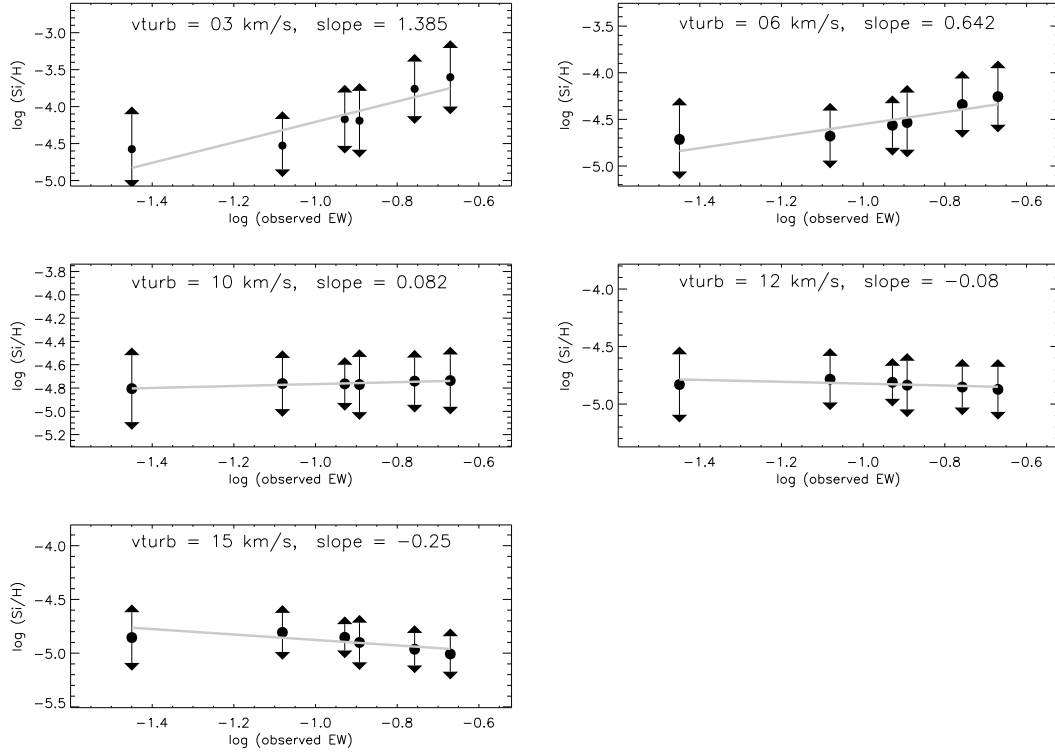 vturb = 03 km/s, slope = 1.385
log (Si/H)
−3.0
−3.5
−4.0
−4.5
−5.0
−1.4 −1.2 −1.0 −0.8 −0.6
log (observed EW)
vturb = 06 km/s, slope = 0.642
log (Si/H)
−3.5
−4.0
−4.5
−5.0
−1.4 −1.2 −1.0 −0.8 −0.6
log (observed EW)
vturb = 10 km/s, slope = 0.082
log (Si/H)
−3.8
−4.0
−4.2
−4.4
−4.6
−4.8
−5.0
−5.2
−1.4 −1.2 −1.0 −0.8 −0.6
log (observed EW)
vturb = 12 km/s, slope = −0.08
log (Si/H)
−4.0
−4.5
−5.0
−1.4 −1.2 −1.0 −0.8 −0.6
log (observed EW)
vturb = 15 km/s, slope = −0.25
log (Si/H)
−4.0
−4.5
−5.0
−5.5
−1.4 −1.2 −1.0 −0.8 −0.6
log (observed EW)